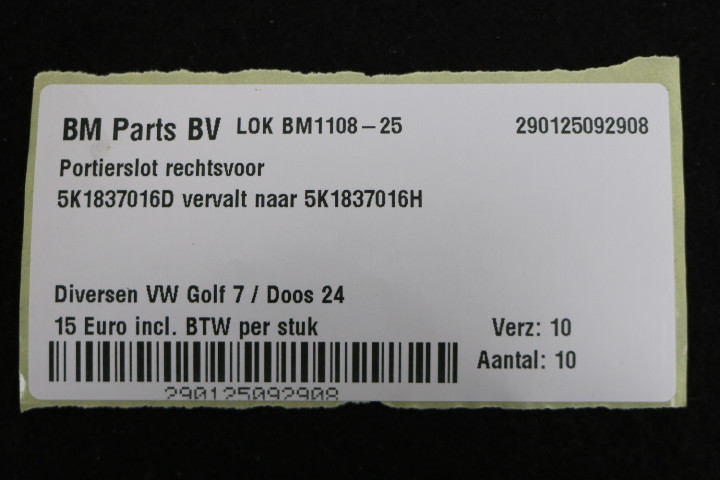 BM Parts BV LOK BM1108-25 290125092908
Portierslot rechtsvoor
5K1837016D vervalt naar 5K1837016H
Diversen VW Golf 7 / Doos 24
15 Euro incl. BTW per stuk Verz: 10
Aantal: 10
290125092908